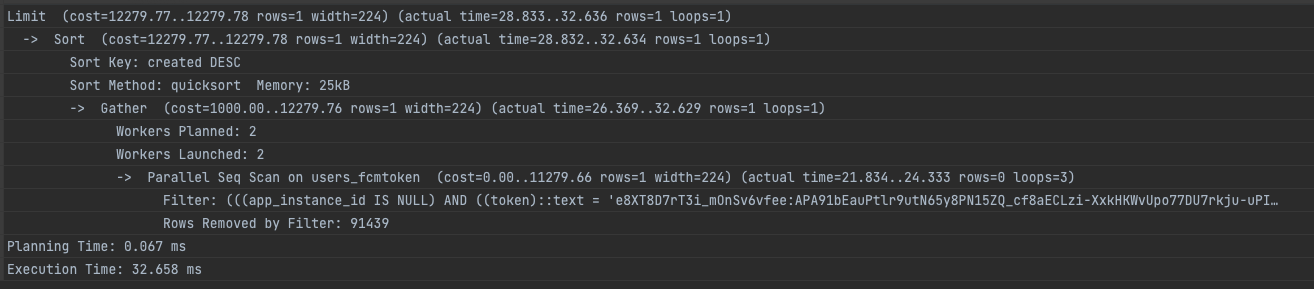 Limit  (cost=12279.77..12279.78 rows=1 width=224) (actual time=28.833..32.636 rows=1 loops=1)
  ->  Sort  (cost=12279.77..12279.78 rows=1 width=224) (actual time=28.832..32.634 rows=1 loops=1)
        Sort Key: created DESC
        Sort Method: quicksort  Memory: 25kB
        ->  Gather  (cost=1000.00..12279.76 rows=1 width=224) (actual time=26.369..32.629 rows=1 loops=1)
              Workers Planned: 2
              Workers Launched: 2
              ->  Parallel Seq Scan on users_fcmtoken  (cost=0.00..11279.66 rows=1 width=224) (actual time=21.834..24.333 rows=0 loops=3)
                    Filter: (((app_instance_id IS NULL) AND ((token)::text = 'e8XT8D7rT3i_mOnSv6vfee:APA91bEauPtlr9utN65y8PN15ZQ_cf8aECLzi-XxkHKWvUpo77DU7rkju-uPI…
                    Rows Removed by Filter: 91439
Planning Time: 0.067 ms
Execution Time: 32.658 ms